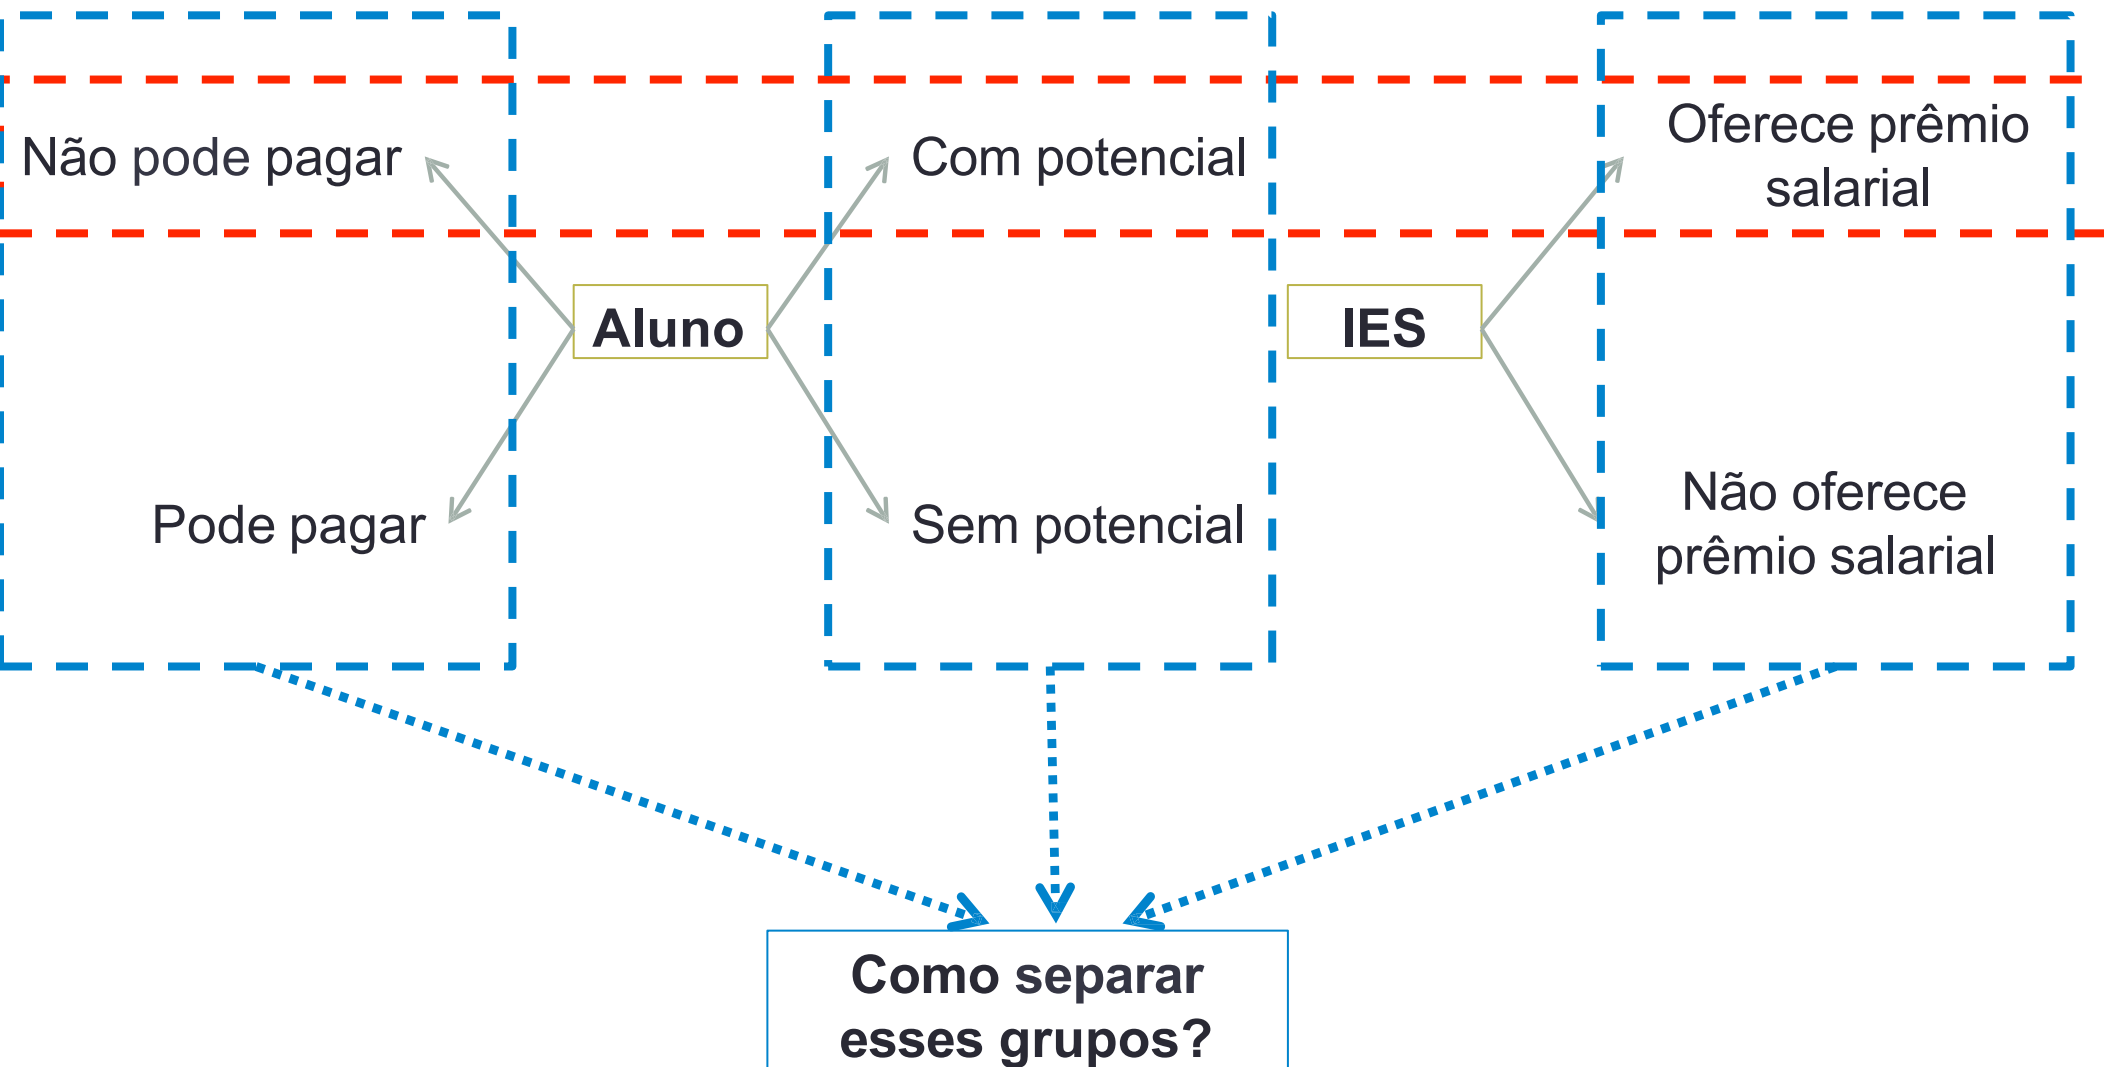 Não pode pagar
Com potencial
Oferece prêmio
salarial
Aluno
IES
Pode pagar
Sem potencial
Não oferece
prêmio salarial
Como separar
esses grupos?